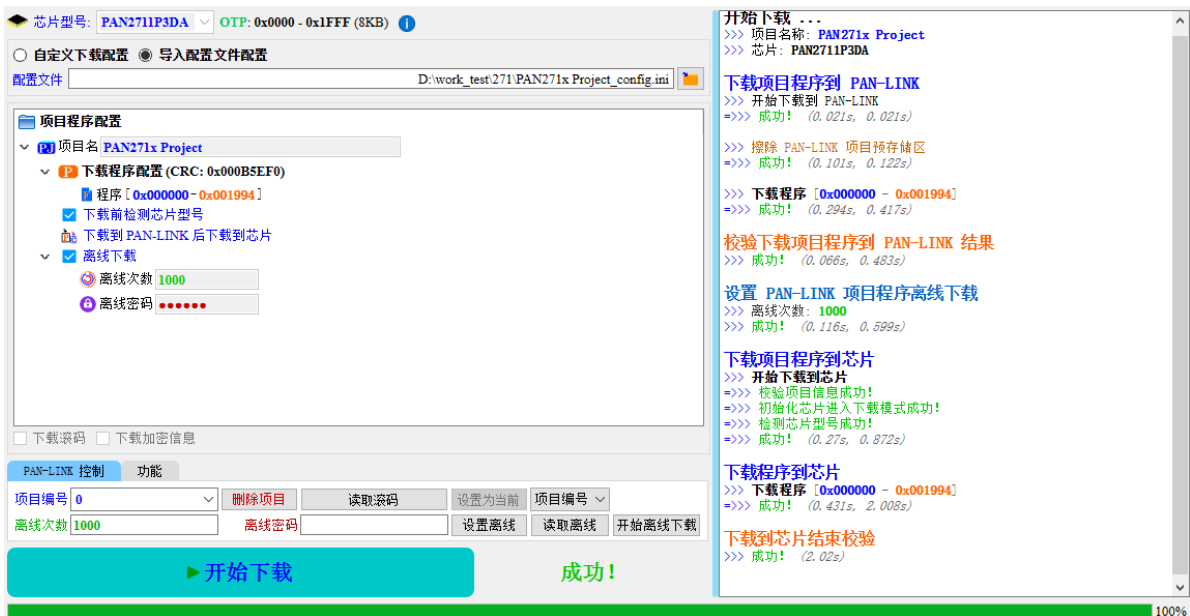 芯片型号: PAN2711P3DA OTP: 0x0000 - 0x1FFF (8KB)
自定义下载配置 导入配置文件配置
配置文件 D:\work_test\271\PAN271x Project_config.ini
项目程序配置
项目名 PAN271x Project
下载程序配置 (CRC: 0x000B5EF0)
程序 [0x000000 - 0x001994]
下载前检测芯片型号
下载到 PAN-LINK 后下载到芯片
离线下载
离线次数 1000
离线密码 ●●●●●●
下载滚码 下载加密信息
PAN-LINK 控制 功能
项目编号 0 删除项目 读取滚码 设置为当前 项目编号
离线次数 1000 离线密码 设置离线 读取离线 开始离线下载
开始下载 成功!
开始下载 ...
>>> 项目名称: PAN271x Project
>>> 芯片: PAN2711P3DA
下载项目程序到 PAN-LINK
>>> 开始下载到 PAN-LINK
=>>> 成功! (0.021s, 0.021s)
>>> 擦除 PAN-LINK 项目预存储区
=>>> 成功! (0.101s, 0.122s)
>>> 下载程序 [0x000000 - 0x001994]
=>>> 成功! (0.294s, 0.417s)
校验下载项目程序到 PAN-LINK 结果
>>> 成功! (0.066s, 0.483s)
设置 PAN-LINK 项目程序离线下载
>>> 离线次数: 1000
=>>> 成功! (0.116s, 0.599s)
下载项目程序到芯片
>>> 开始下载到芯片
=>>> 校验项目信息成功!
=>>> 初始化芯片进入下载模式成功!
=>>> 检测芯片型号成功!
=>>> 成功! (0.27s, 0.872s)
下载程序到芯片
>>> 下载程序 [0x000000 - 0x001994]
=>>> 成功! (0.431s, 2.008s)
下载到芯片结束校验
>>> 成功! (2.02s)
100%